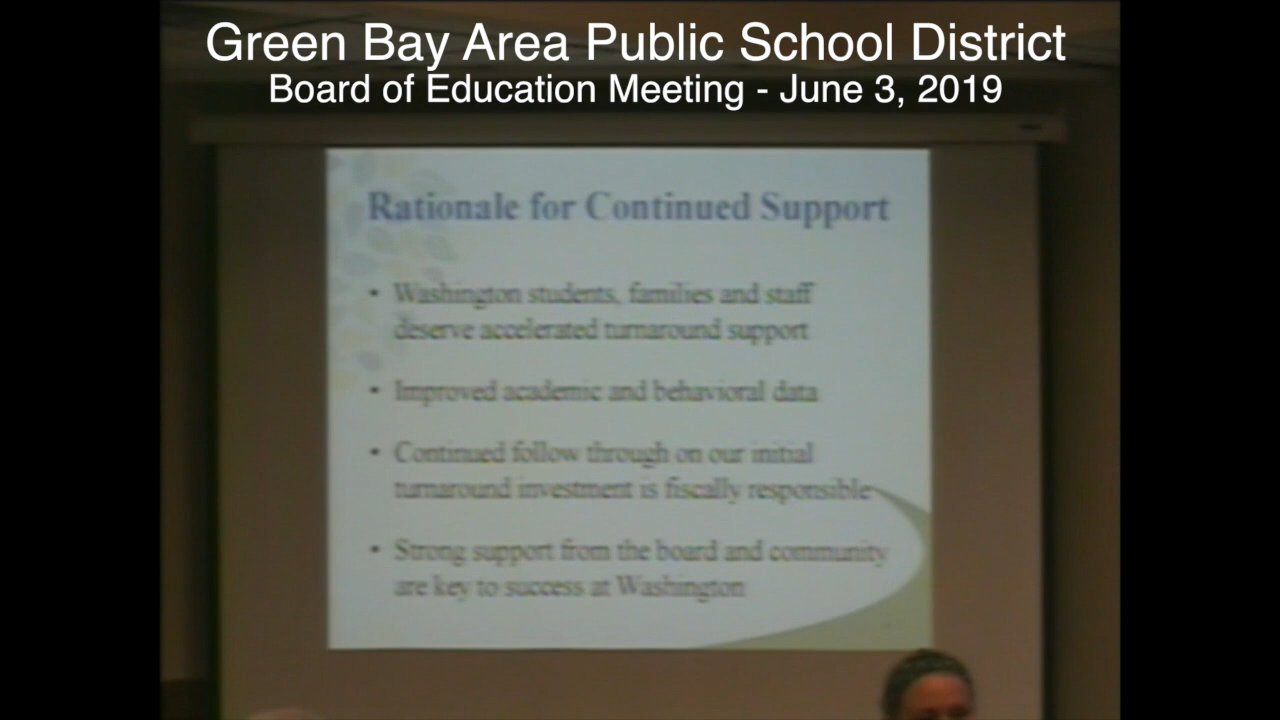 Green Bay Area Public School District
Board of Education Meeting - June 3, 2019
Rationale for Continued Support
• Washington students, families and staff
deserve accelerated turnaround support
• Improved academic and behavioral data
• Continued follow through on our initial
turnaround investment is fiscally responsible
• Strong support from the board and community
are key to success at Washington